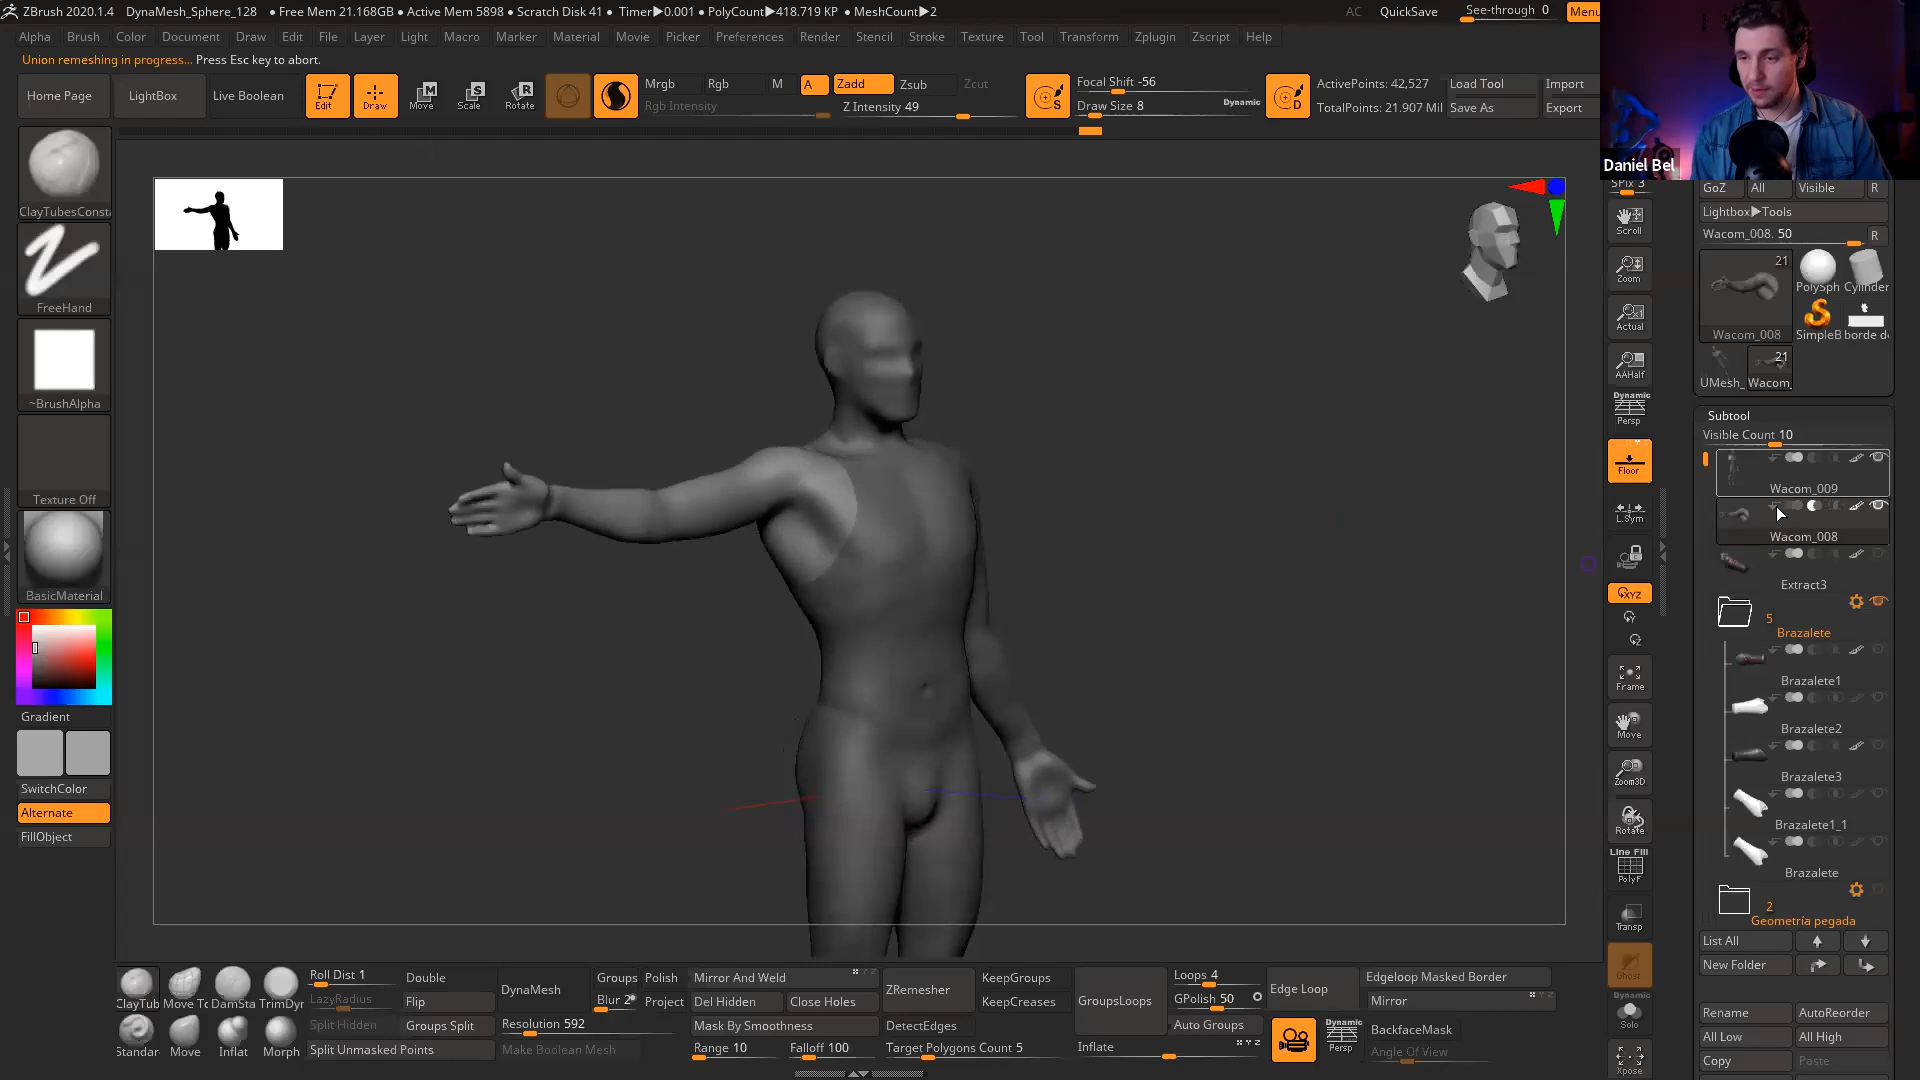 ZBrush 2020.1.4 DynaMesh_Sphere_128 ● Free Mem 21.168GB ● Active Mem 5898 ● Scratch Disk 41 ● Timer▶0.001 ● PolyCount▶418.719 KP ● MeshCount▶2 AC QuickSave See-through 0 Menu
Alpha Brush Color Document Draw Edit File Layer Light Macro Marker Material Movie Picker Preferences Render Stencil Stroke Texture Tool Transform Zplugin Zscript Help
Union remeshing in progress... Press Esc key to abort.
Home Page LightBox Live Boolean Edit Draw Move Scale Rotate
Mrgb Rgb M A Zadd Zsub Zcut
Rgb Intensity Z Intensity 49
Focal Shift -56
Draw Size 8 Dynamic
ActivePoints: 42,527
TotalPoints: 21.907 Mil
Load Tool Import
Save As Export
Daniel Bel
ClayTubesConst
FreeHand
~BrushAlpha
Texture Off
BasicMaterial
Gradient
SwitchColor
Alternate
FillObject
SPix 3
Scroll
Zoom
Actual
AAHalf
Dynamic
Persp
Floor
L.Sym
XYZ
Frame
Move
Zoom3D
Rotate
Line Fill
PolyF
Transp
Ghost
Dynamic
Solo
Xpose
GoZ All Visible R
Lightbox▶Tools
Wacom_008. 50 R
21
PolySph Cylinder
Wacom_008 SimpleB borde d
21
UMesh_ Wacom_
Subtool
Visible Count 10
Wacom_009
Wacom_008
Extract3
5
Brazalete
Brazalete1
Brazalete2
Brazalete3
Brazalete1_1
Brazalete
2
Geometría pegada
List All
New Folder
Rename AutoReorder
All Low All High
Copy Paste
ClayTub Move To DamSta TrimDyr
Standar Move Inflat Morph
Roll Dist 1 Double
LazyRadius Flip
Split Hidden Groups Split
Split Unmasked Points
DynaMesh Groups Polish
Blur 2 Project
Resolution 592
Make Boolean Mesh
Mirror And Weld
Del Hidden Close Holes
Mask By Smoothness
Range 10 Falloff 100
ZRemesher KeepGroups
KeepCreases
DetectEdges
Target Polygons Count 5
GroupsLoops Loops 4
GPolish 50
Auto Groups
Inflate
Edge Loop Edgeloop Masked Border
Mirror
Dynamic
Persp
BackfaceMask
Angle Of View